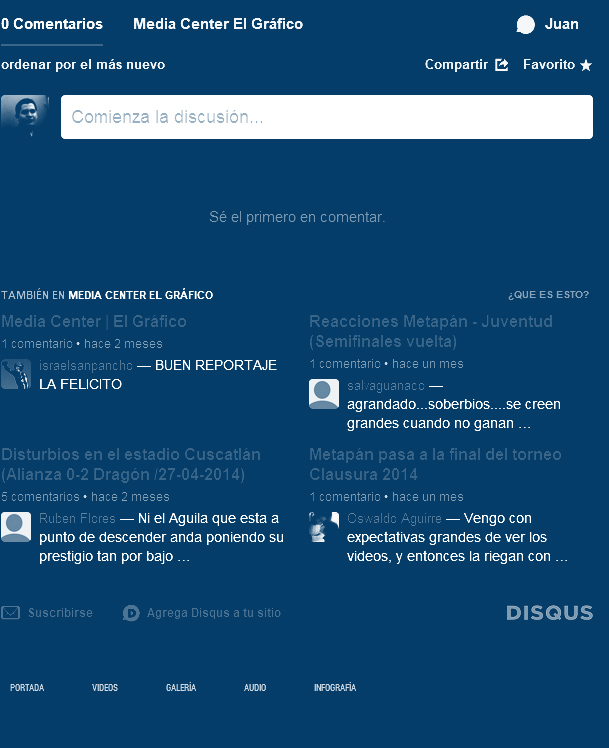 0 Comentarios Media Center El Gráfico Juan
ordenar por el más nuevo Compartir Favorito
Comienza la discusión...
Sé el primero en comentar.
TAMBIÉN EN MEDIA CENTER EL GRÁFICO ¿QUE ES ESTO?
Media Center | El Gráfico
1 comentario • hace 2 meses
israelsanpancho — BUEN REPORTAJE
LA FELICITO
Reacciones Metapán - Juventud
(Semifinales vuelta)
1 comentario • hace un mes
salvaguanaco —
agrandado...soberbios....se creen
grandes cuando no ganan ...
Disturbios en el estadio Cuscatlán
(Alianza 0-2 Dragón /27-04-2014)
5 comentarios • hace 2 meses
Ruben Flores — Ni el Aguila que esta a
punto de descender anda poniendo su
prestigio tan por bajo ...
Metapán pasa a la final del torneo
Clausura 2014
1 comentario • hace un mes
Oswaldo Aguirre — Vengo con
expectativas grandes de ver los
videos, y entonces la riegan con ...
Suscribirse Agrega Disqus a tu sitio DISQUS
PORTADA VIDEOS GALERÍA AUDIO INFOGRAFÍA